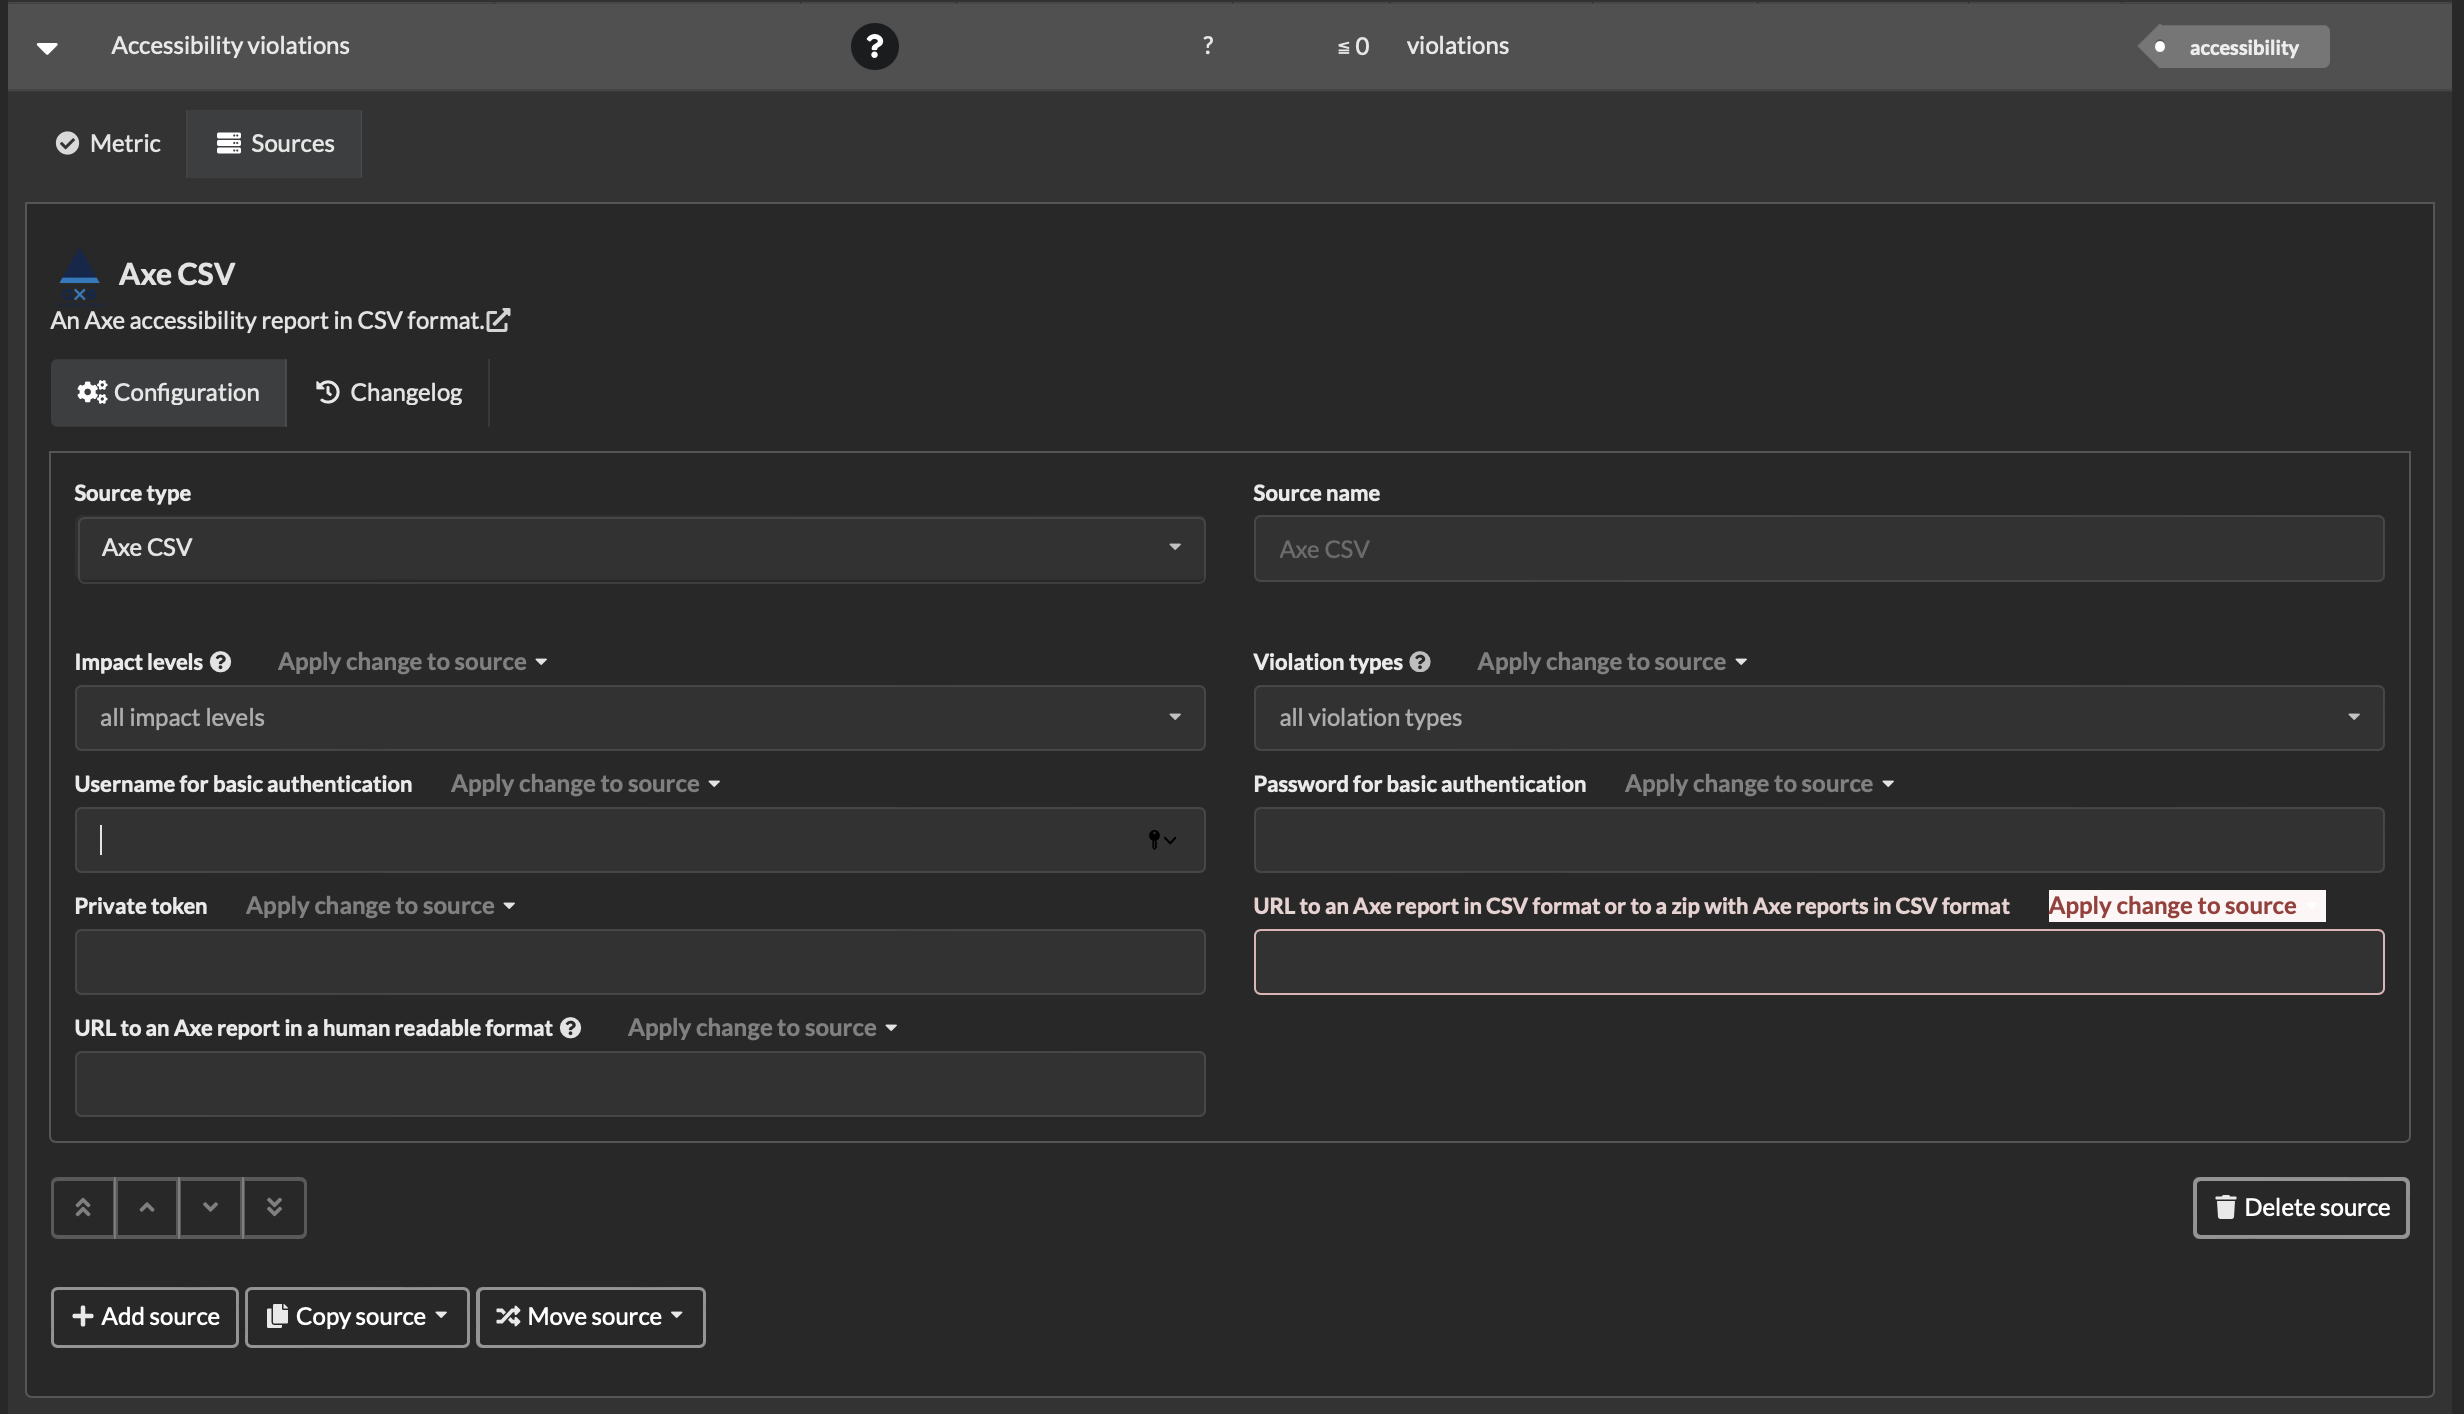 Accessibility violations ? ? ≦ 0 violations accessibility
Metric Sources
Axe CSV
An Axe accessibility report in CSV format.
Configuration Changelog
Source type Source name
Axe CSV Axe CSV
Impact levels ? Apply change to source Violation types ? Apply change to source
all impact levels all violation types
Username for basic authentication Apply change to source Password for basic authentication Apply change to source
Private token Apply change to source URL to an Axe report in CSV format or to a zip with Axe reports in CSV format Apply change to source
URL to an Axe report in a human readable format ? Apply change to source
Delete source
Add source Copy source Move source